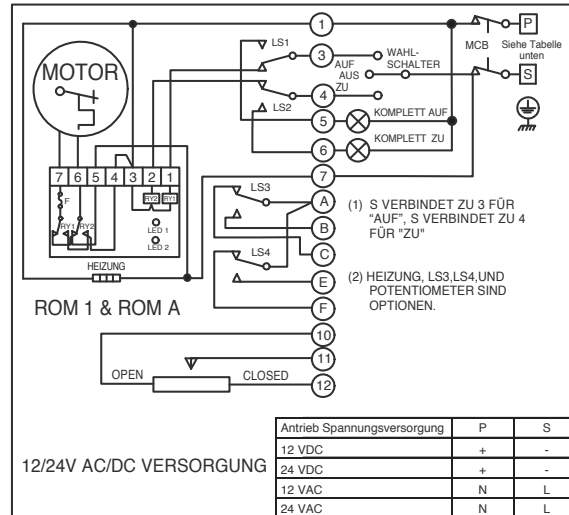 1
P
LS1
3
AUF
WAHL-
SCHALTER
AUS
ZU
MCB
Siehe Tabelle
unten
S
MOTOR
4
LS2
5
KOMPLETT AUF
6
KOMPLETT ZU
7
7 6 5 4 3 2 1
F
RY1 RY2
RY2 RY1
LED 1
LED 2
HEIZUNG
LS3
A
B
C
LS4
E
F
(1) S VERBINDET ZU 3 FÜR
“AUF”, S VERBINDET ZU 4
FÜR "ZU"
(2) HEIZUNG, LS3,LS4,UND
POTENTIOMETER SIND
OPTIONEN.
ROM 1 & ROM A
10
11
OPEN
CLOSED
12
12/24V AC/DC VERSORGUNG
Antrieb Spannungsversorgung P S
12 VDC + -
24 VDC + -
12 VAC N L
24 VAC N L